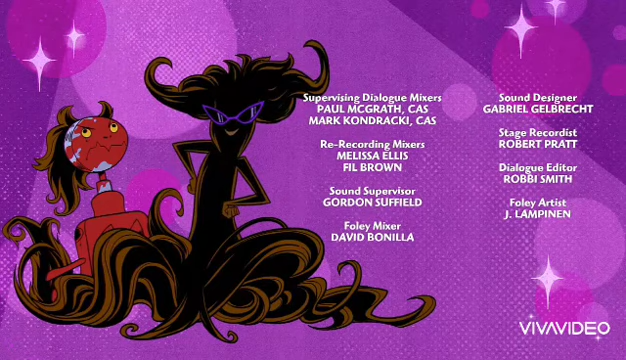 Supervising Dialogue Mixers
PAUL MCGRATH, CAS
MARK KONDRACKI, CAS
Re-Recording Mixers
MELISSA ELLIS
FIL BROWN
Sound Supervisor
GORDON SUFFIELD
Foley Mixer
DAVID BONILLA
Sound Designer
GABRIEL GELBRECHT
Stage Recordist
ROBERT PRATT
Dialogue Editor
ROBBI SMITH
Foley Artist
J. LAMPINEN
VIVAVIDEO